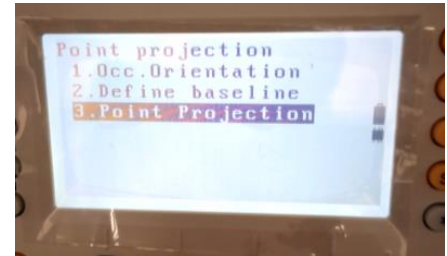 Point projection
1.Occ.Orientation
2.Define baseline
3.Point Projection